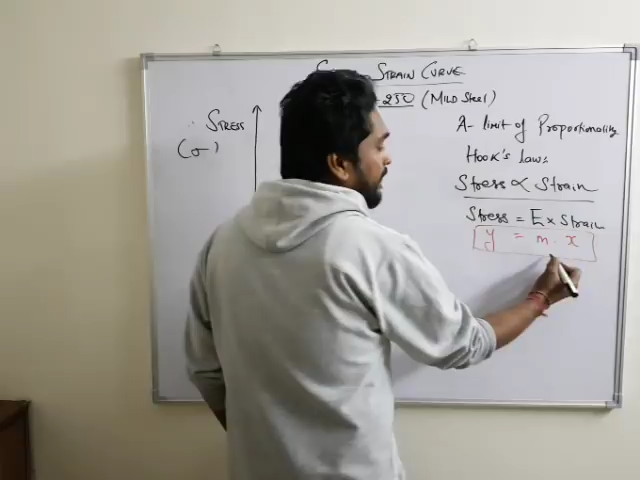 STRAIN CURVE
250 (MILD Steel)
STRESS
(σ)
A- limit of Proportionality
Hook's laws
Stress ∝ Strain
Stress = E × Strain
y = m . x